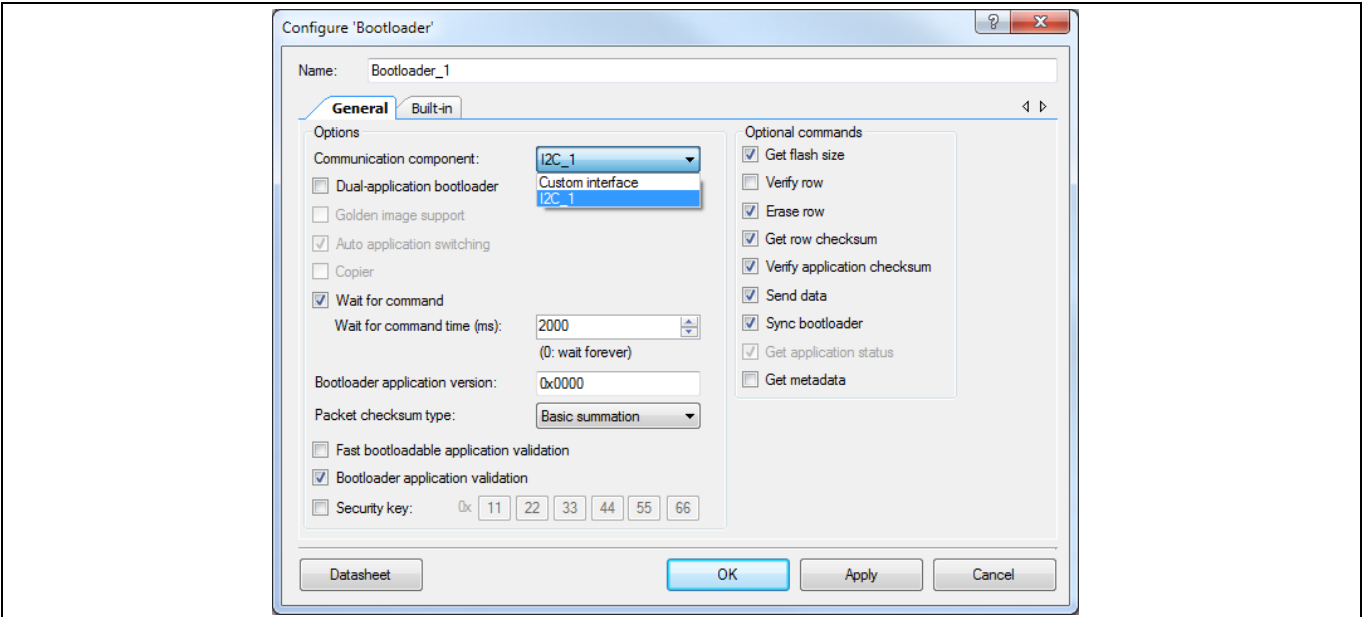 Configure 'Bootloader'
Name: Bootloader_1
General Built-in
Options
Communication component: I2C_1
Custom interface
I2C_1
Dual-application bootloader
Golden image support
Auto application switching
Copier
Wait for command
Wait for command time (ms): 2000
(0: wait forever)
Bootloader application version: 0x0000
Packet checksum type: Basic summation
Fast bootloadable application validation
Bootloader application validation
Security key: 0x 11 22 33 44 55 66
Optional commands
Get flash size
Verify row
Erase row
Get row checksum
Verify application checksum
Send data
Sync bootloader
Get application status
Get metadata
Datasheet OK Apply Cancel